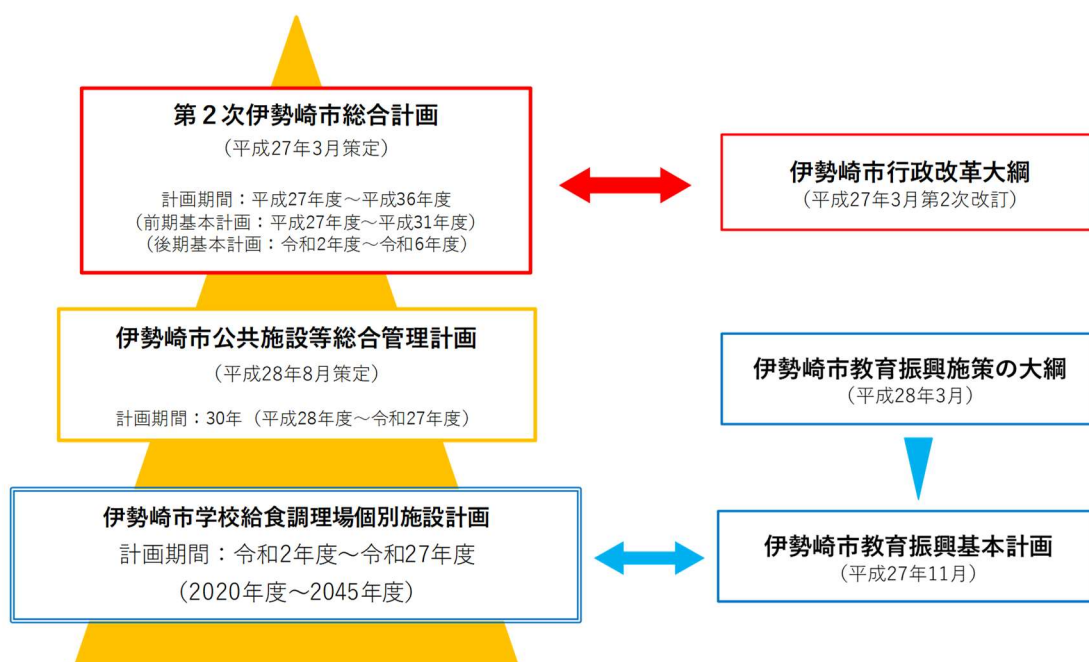 第２次伊勢崎市総合計画
（平成27年3月策定）
計画期間：平成27年度～平成36年度
（前期基本計画：平成27年度～平成31年度）
（後期基本計画：令和2年度～令和6年度）
伊勢崎市行政改革大綱
（平成27年3月第2次改訂）
伊勢崎市公共施設等総合管理計画
（平成28年8月策定）
計画期間：30年（平成28年度～令和27年度）
伊勢崎市教育振興施策の大綱
（平成28年3月）
伊勢崎市学校給食調理場個別施設計画
計画期間：令和2年度～令和27年度
（2020年度～2045年度）
伊勢崎市教育振興基本計画
（平成27年11月）